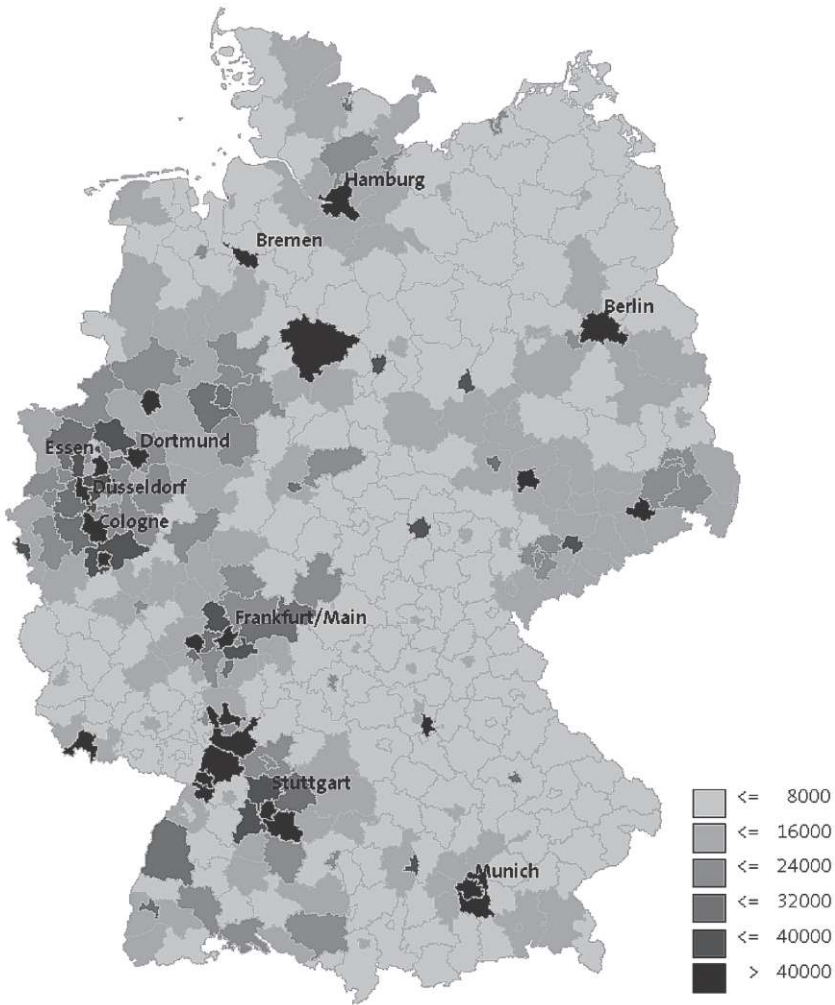 Hamburg
Bremen
Berlin
Essen
Dortmund
Düsseldorf
Cologne
Frankfurt/Main
Stuttgart
Munich
<= 8000
<= 16000
<= 24000
<= 32000
<= 40000
> 40000